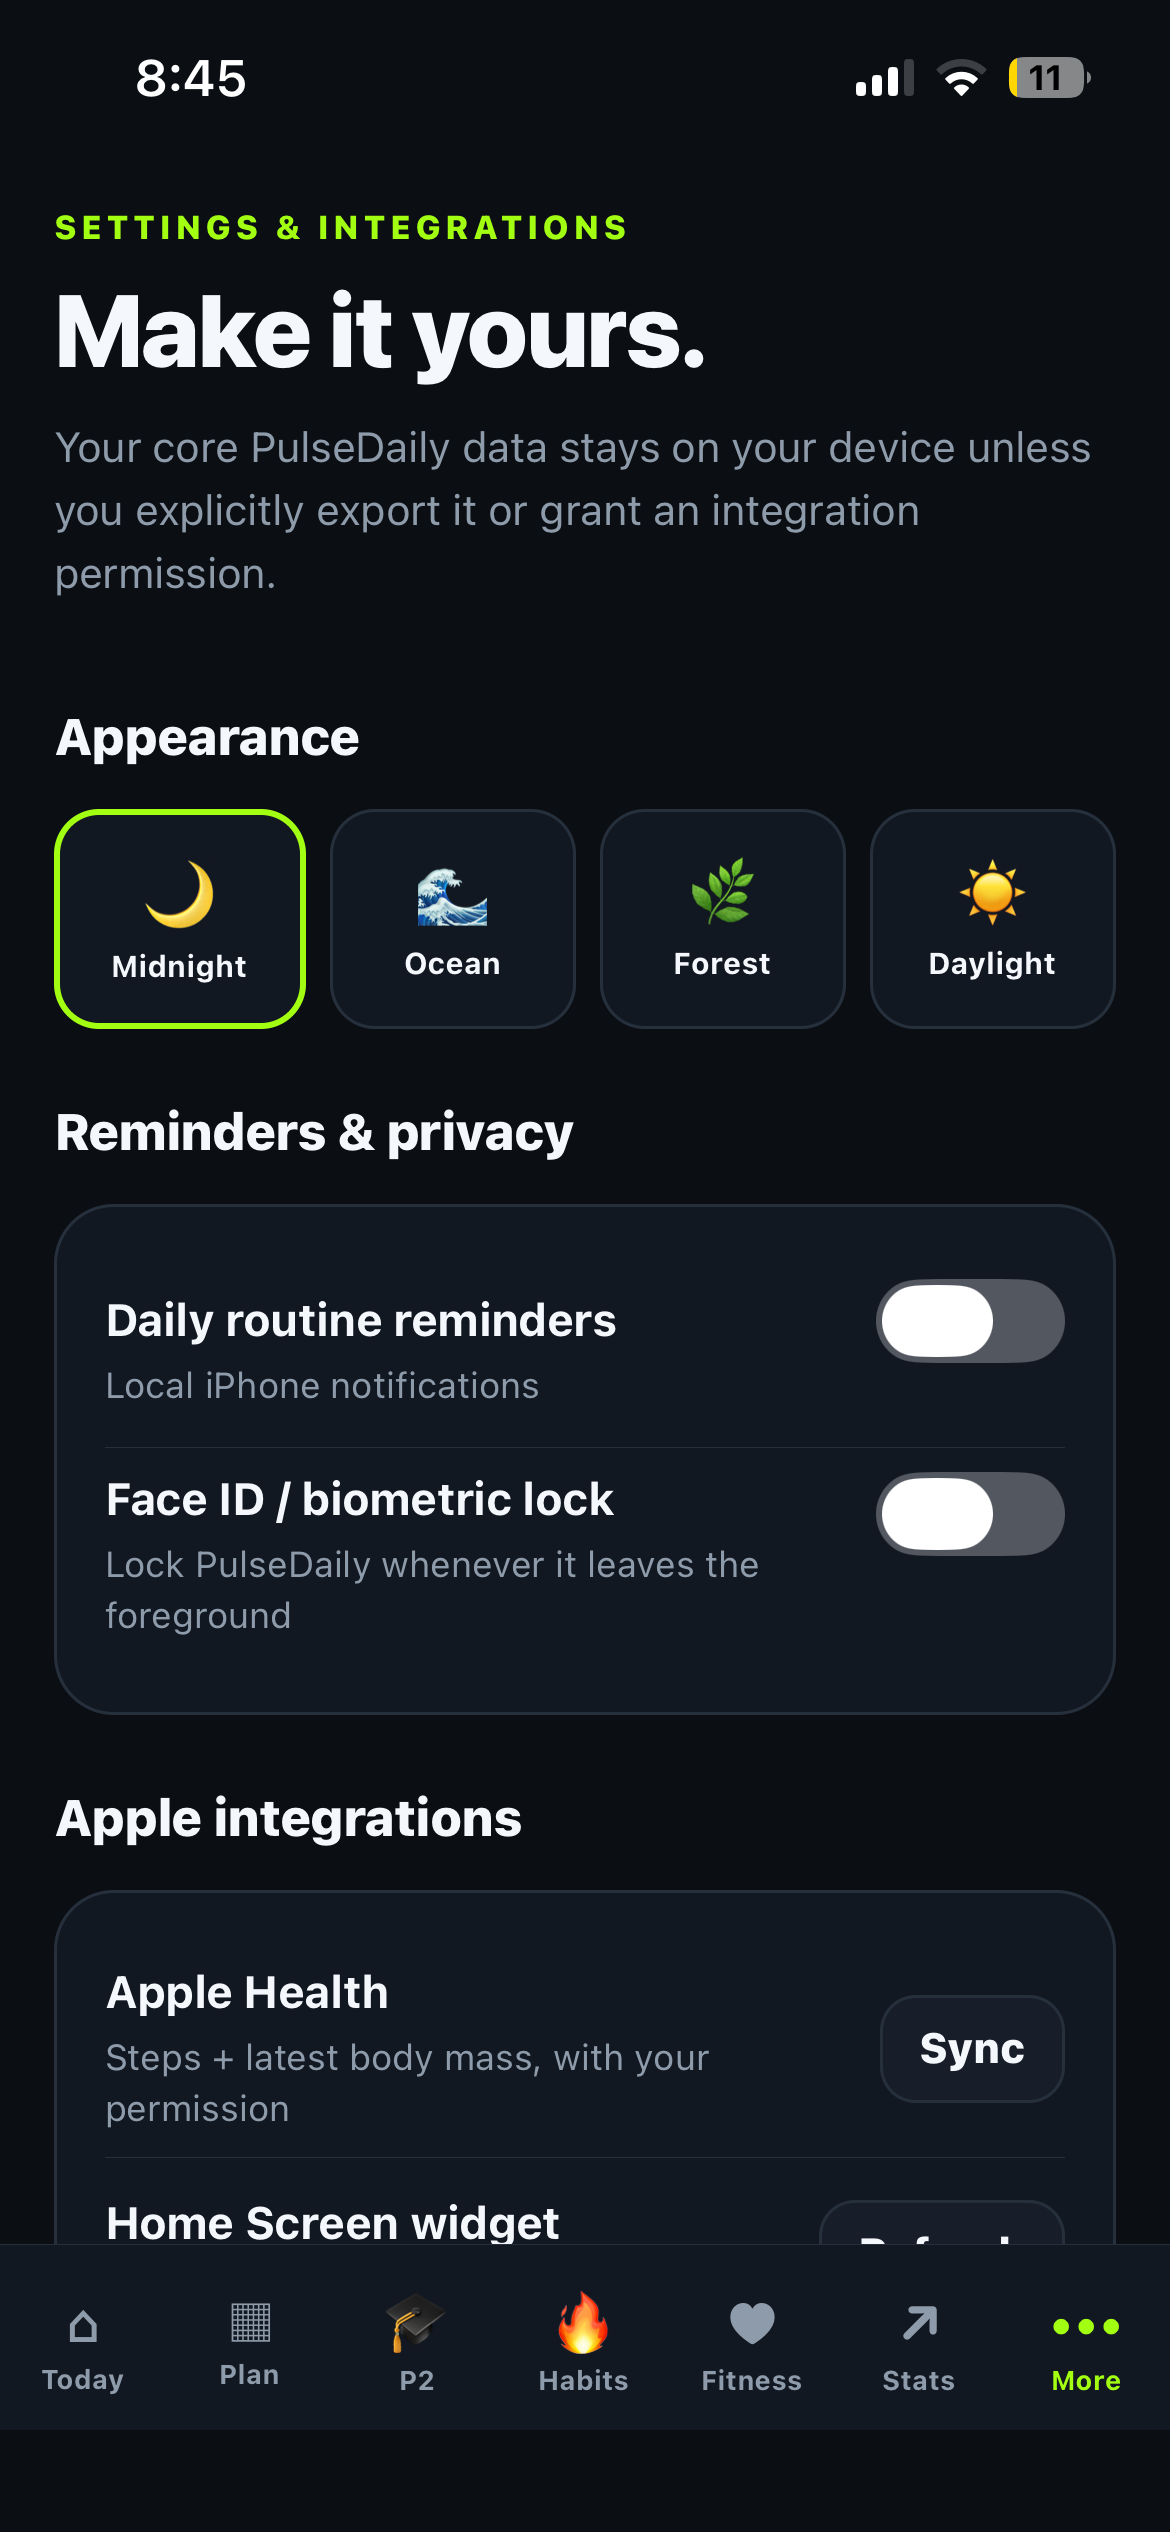 8:45
11
SETTINGS & INTEGRATIONS
Make it yours.
Your core PulseDaily data stays on your device unless
you explicitly export it or grant an integration
permission.
Appearance
Midnight
Ocean
Forest
Daylight
Reminders & privacy
Daily routine reminders
Local iPhone notifications
Face ID / biometric lock
Lock PulseDaily whenever it leaves the
foreground
Apple integrations
Apple Health
Steps + latest body mass, with your
permission
Sync
Home Screen widget
Today
Plan
P2
Habits
Fitness
Stats
More